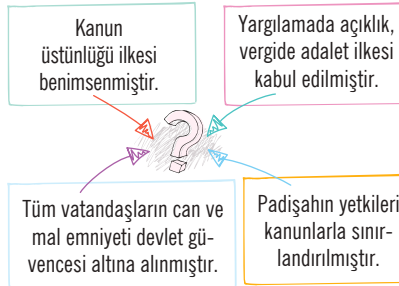 Kanun
üstünlüğü ilkesi
benimsenmiştir.
Yargılamada açıklık,
vergide adalet ilkesi
kabul edilmiştir.
?
Tüm vatandaşların can ve
mal emniyeti devlet gü-
vencesi altına alınmıştır.
Padişahın yetkileri
kanunlarla sınır-
landırılmıştır.